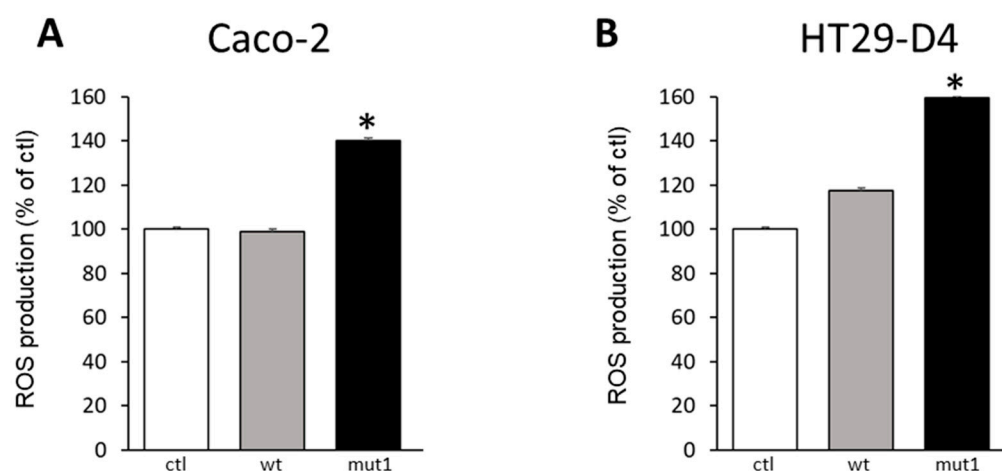 A
Caco-2
ROS production (% of ctl)
160
140
120
100
80
60
40
20
0
*
ctl
wt
mut1
B
HT29-D4
ROS production (% of ctl)
160
140
120
100
80
60
40
20
0
*
ctl
wt
mut1